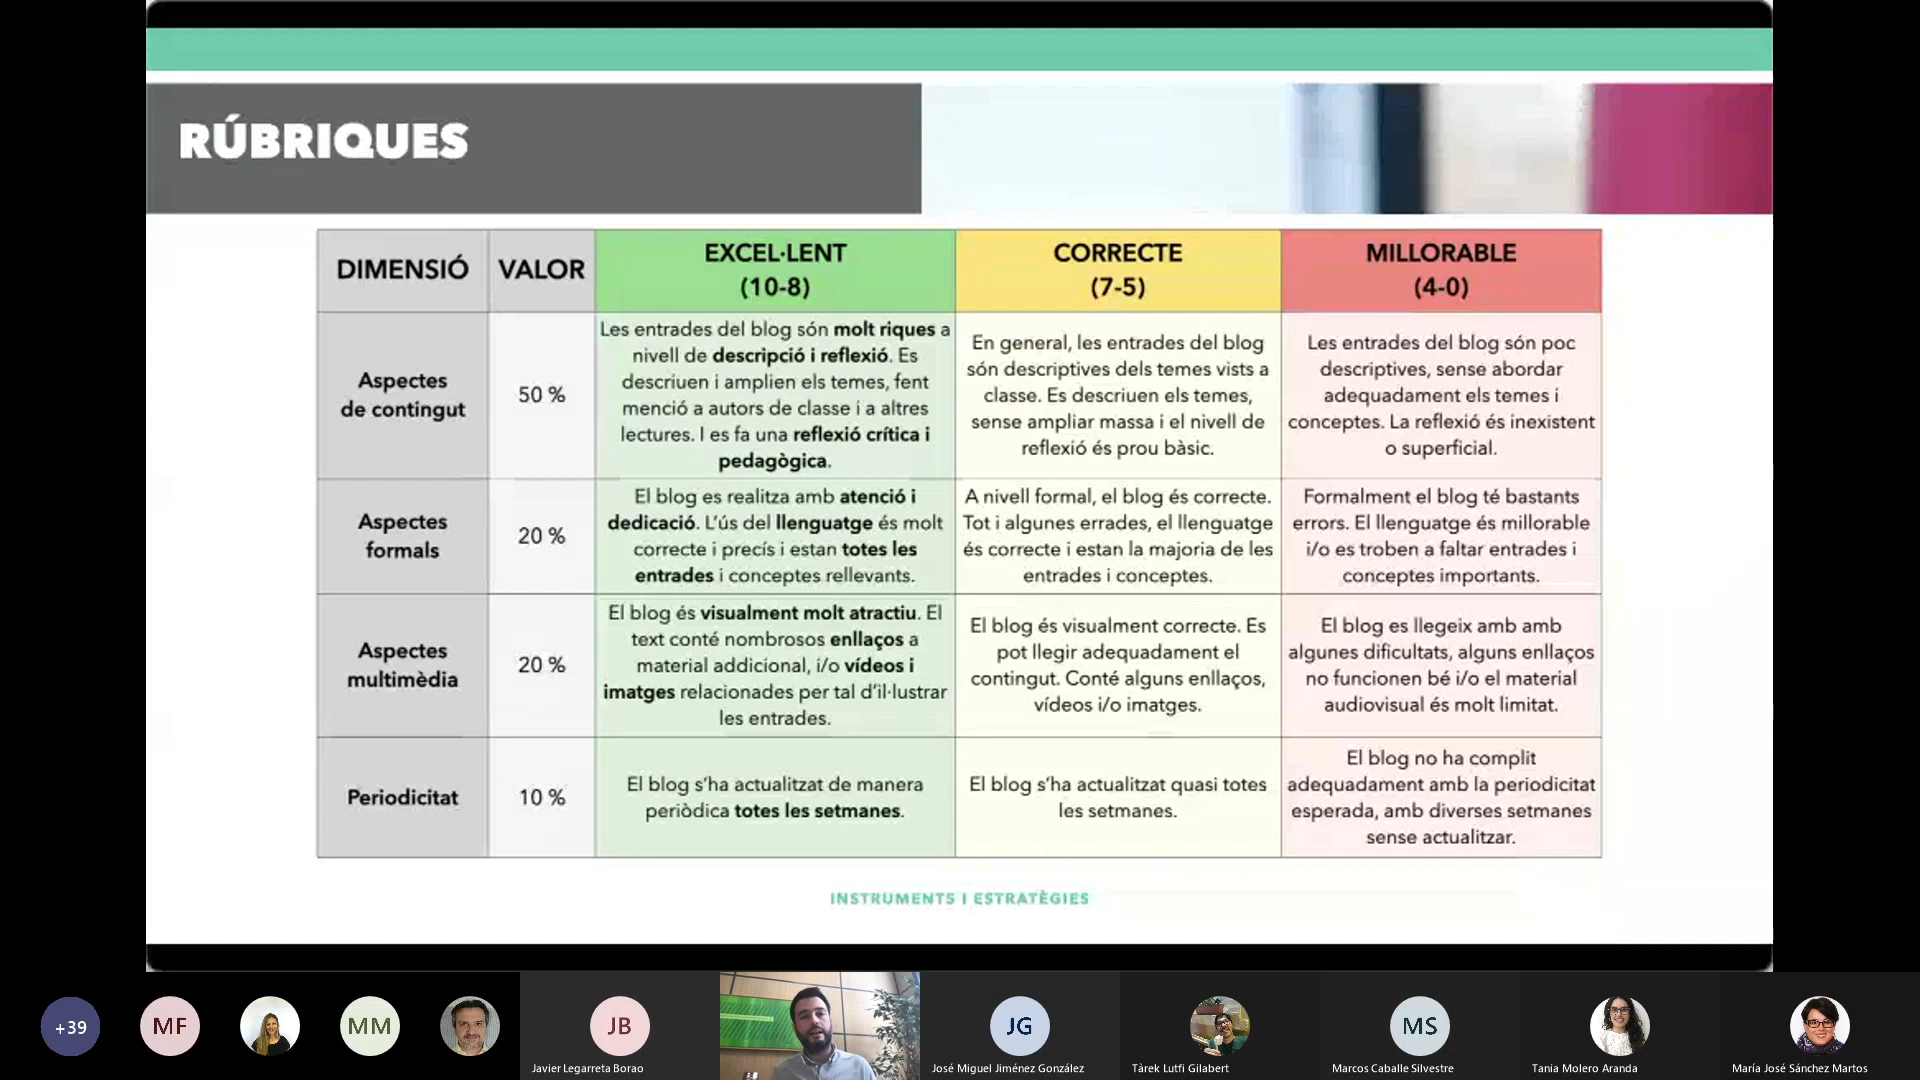 RÚBRIQUES
DIMENSIÓ
VALOR
EXCEL·LENT
(10-8)
CORRECTE
(7-5)
MILLORABLE
(4-0)
Aspectes
de contingut
50 %
Les entrades del blog són molt riques a
nivell de descripció i reflexió. Es
descriuen i amplien els temes, fent
menció a autors de classe i a altres
lectures. I es fa una reflexió crítica i
pedagògica.
En general, les entrades del blog
són descriptives dels temes vists a
classe. Es descriuen els temes,
sense ampliar massa i el nivell de
reflexió és prou bàsic.
Les entrades del blog són poc
descriptives, sense abordar
adequadament els temes i
conceptes. La reflexió és inexistent
o superficial.
Aspectes
formals
20 %
El blog es realitza amb atenció i
dedicació. L'ús del llenguatge és molt
correcte i precís i estan totes les
entrades i conceptes rellevants.
A nivell formal, el blog és correcte.
Tot i algunes errades, el llenguatge
és correcte i estan la majoria de les
entrades i conceptes.
Formalment el blog té bastants
errors. El llenguatge és millorable
i/o es troben a faltar entrades i
conceptes importants.
Aspectes
multimèdia
20 %
El blog és visualment molt atractiu. El
text conté nombrosos enllaços a
material addicional, i/o vídeos i
imatges relacionades per tal d'il·lustrar
les entrades.
El blog és visualment correcte. Es
pot llegir adequadament el
contingut. Conté alguns enllaços,
vídeos i/o imatges.
El blog es llegeix amb amb
algunes dificultats, alguns enllaços
no funcionen bé i/o el material
audiovisual és molt limitat.
Periodicitat
10 %
El blog s'ha actualitzat de manera
periòdica totes les setmanes.
El blog s'ha actualitzat quasi totes
les setmanes.
El blog no ha complit
adequadament amb la periodicitat
esperada, amb diverses setmanes
sense actualitzar.
INSTRUMENTS I ESTRATÈGIES
+39
MF
MM
JB
JG
MS
Javier Legarreta Borao
José Miguel Jiménez González
Tàrek Lutfi Gilabert
Marcos Caballe Silvestre
Tania Molero Aranda
María José Sánchez Martos